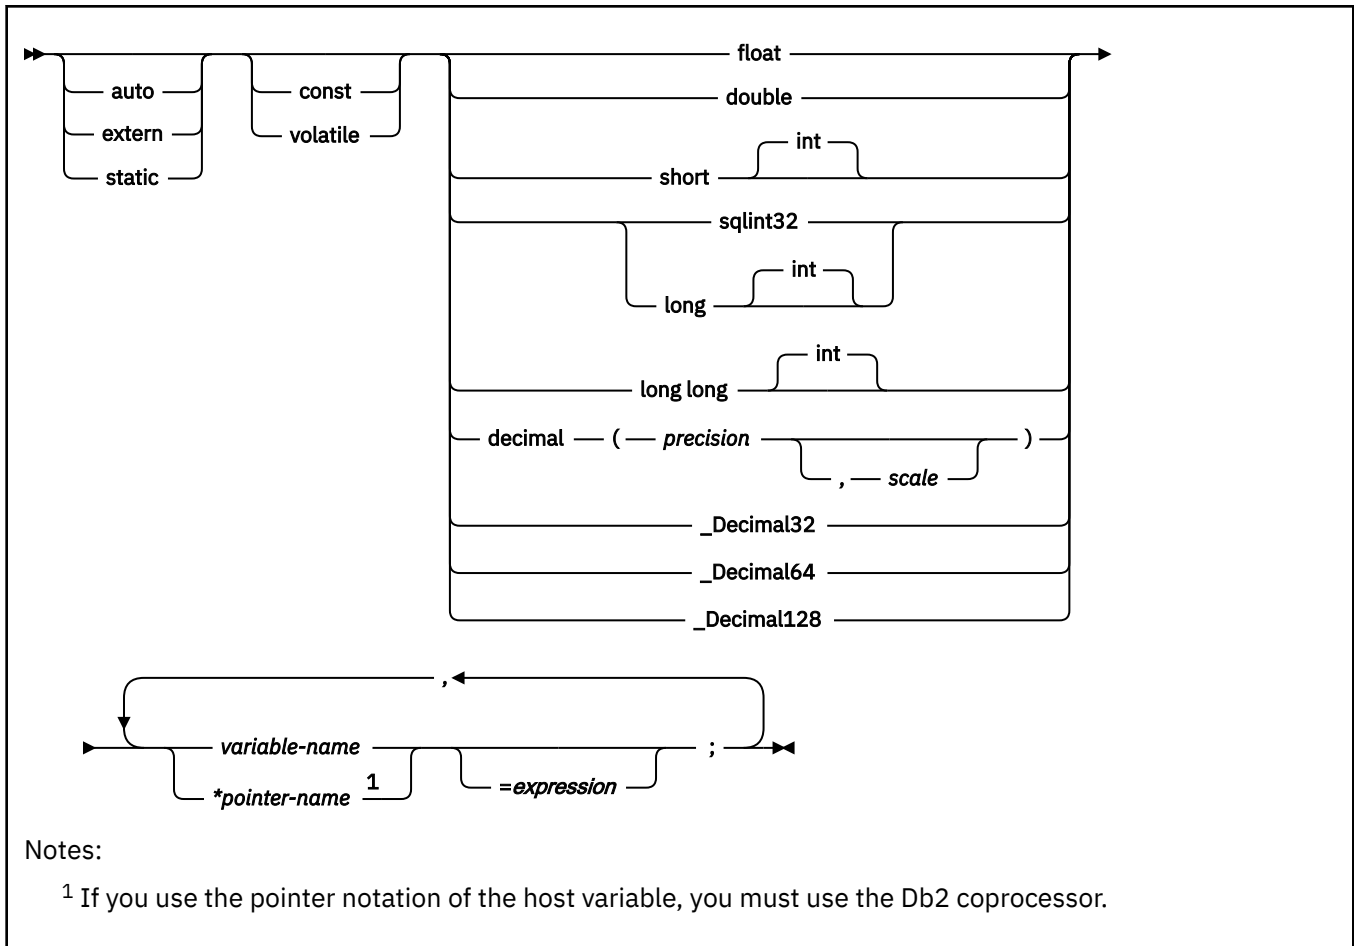 float
auto const double
extern volatile int
static short
sqlint32
int
long
int
long long
decimal ( precision )
, scale
_Decimal32
_Decimal64
_Decimal128
,
variable-name ;
*pointer-name 1 =expression
Notes:
1 If you use the pointer notation of the host variable, you must use the Db2 coprocessor.